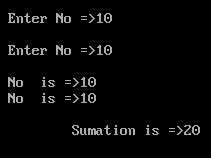 Enter No =>10
Enter No =>10
No  is =>10
No  is =>10
Sumation is =>20